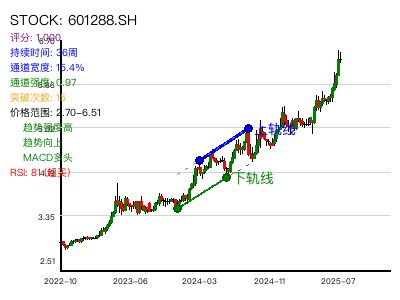 STOCK: 601288.SH
评分: 1.000
持续时间: 36周
通道宽度: 15.4%
通道强度: 0.97
突破次数: 15
价格范围: 2.70-6.51
趋势强度高
趋势向上
MACD多头
RSI: 81 (超买)
上轨线
下轨线
3.35
2.51
2022-10
2023-06
2024-03
2024-11
2025-07